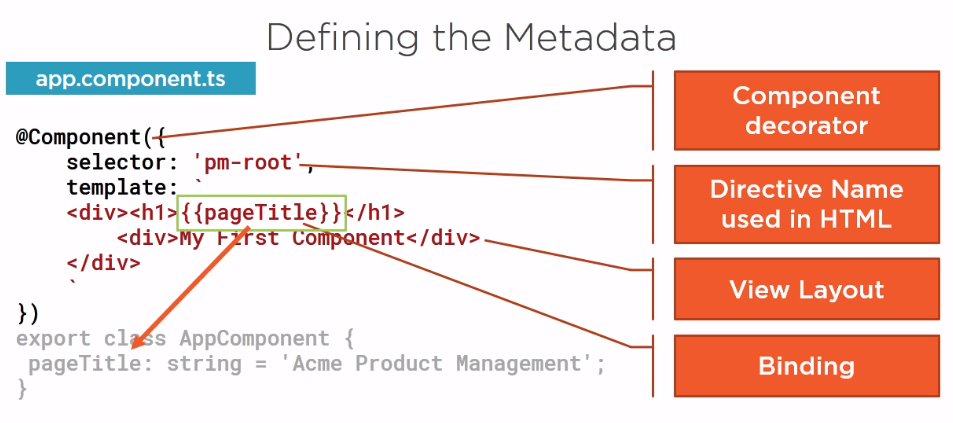 Defining the Metadata
app.component.ts
@Component({
selector: 'pm-root',
template: `
<div><h1>{{pageTitle}}</h1>
<div>My First Component</div>
</div>
`
})
export class AppComponent {
pageTitle: string = 'Acme Product Management';
}
Component
decorator
Directive Name
used in HTML
View Layout
Binding